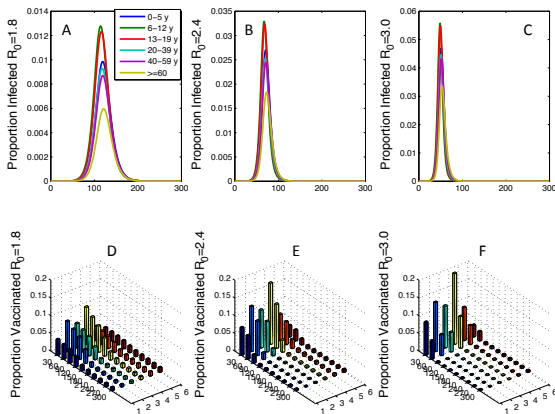 A
B
C
Proportion Infected R0=1.8
0.014
0.012
0.01
0.008
0.006
0.004
0.002
0
0 100 200 300
0−5 y
6−12 y
13−19 y
20−39 y
40−59 y
>=60
Proportion Infected R0=2.4
0.035
0.03
0.025
0.02
0.015
0.01
0.005
0
0 100 200 300
Proportion Infected R0=3.0
0.06
0.05
0.04
0.03
0.02
0.01
0
0 100 200 300
D
E
F
Proportion Vaccinated R0=1.8
0.2
0.15
0.1
0.05
0
30
300
1 2 3 4 5 6
Proportion Vaccinated R0=2.4
0.2
0.15
0.1
0.05
0
30
300
1 2 3 4 5 6
Proportion Vaccinated R0=3.0
0.2
0.15
0.1
0.05
0
30
300
1 2 3 4 5 6